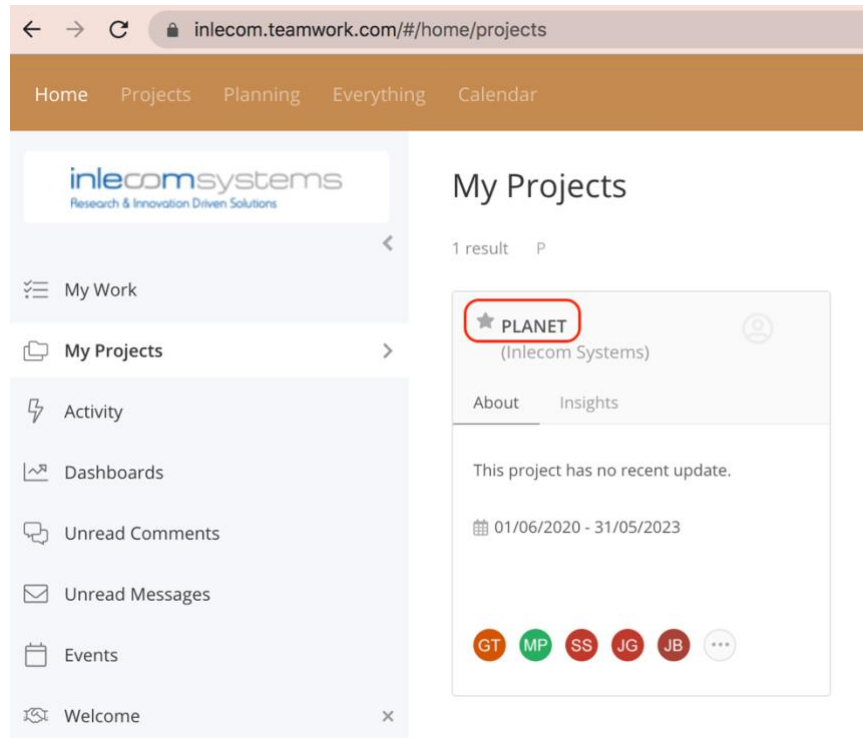 inlecom.teamwork.com/#/home/projects
Home Projects Planning Everything Calendar
inlecomsystems
Research & Innovation Driven Solutions
My Work
My Projects
Activity
Dashboards
Unread Comments
Unread Messages
Events
Welcome
My Projects
1 result P
PLANET
(Inlecom Systems)
About Insights
This project has no recent update.
01/06/2020 - 31/05/2023
GT MP SS JG JB